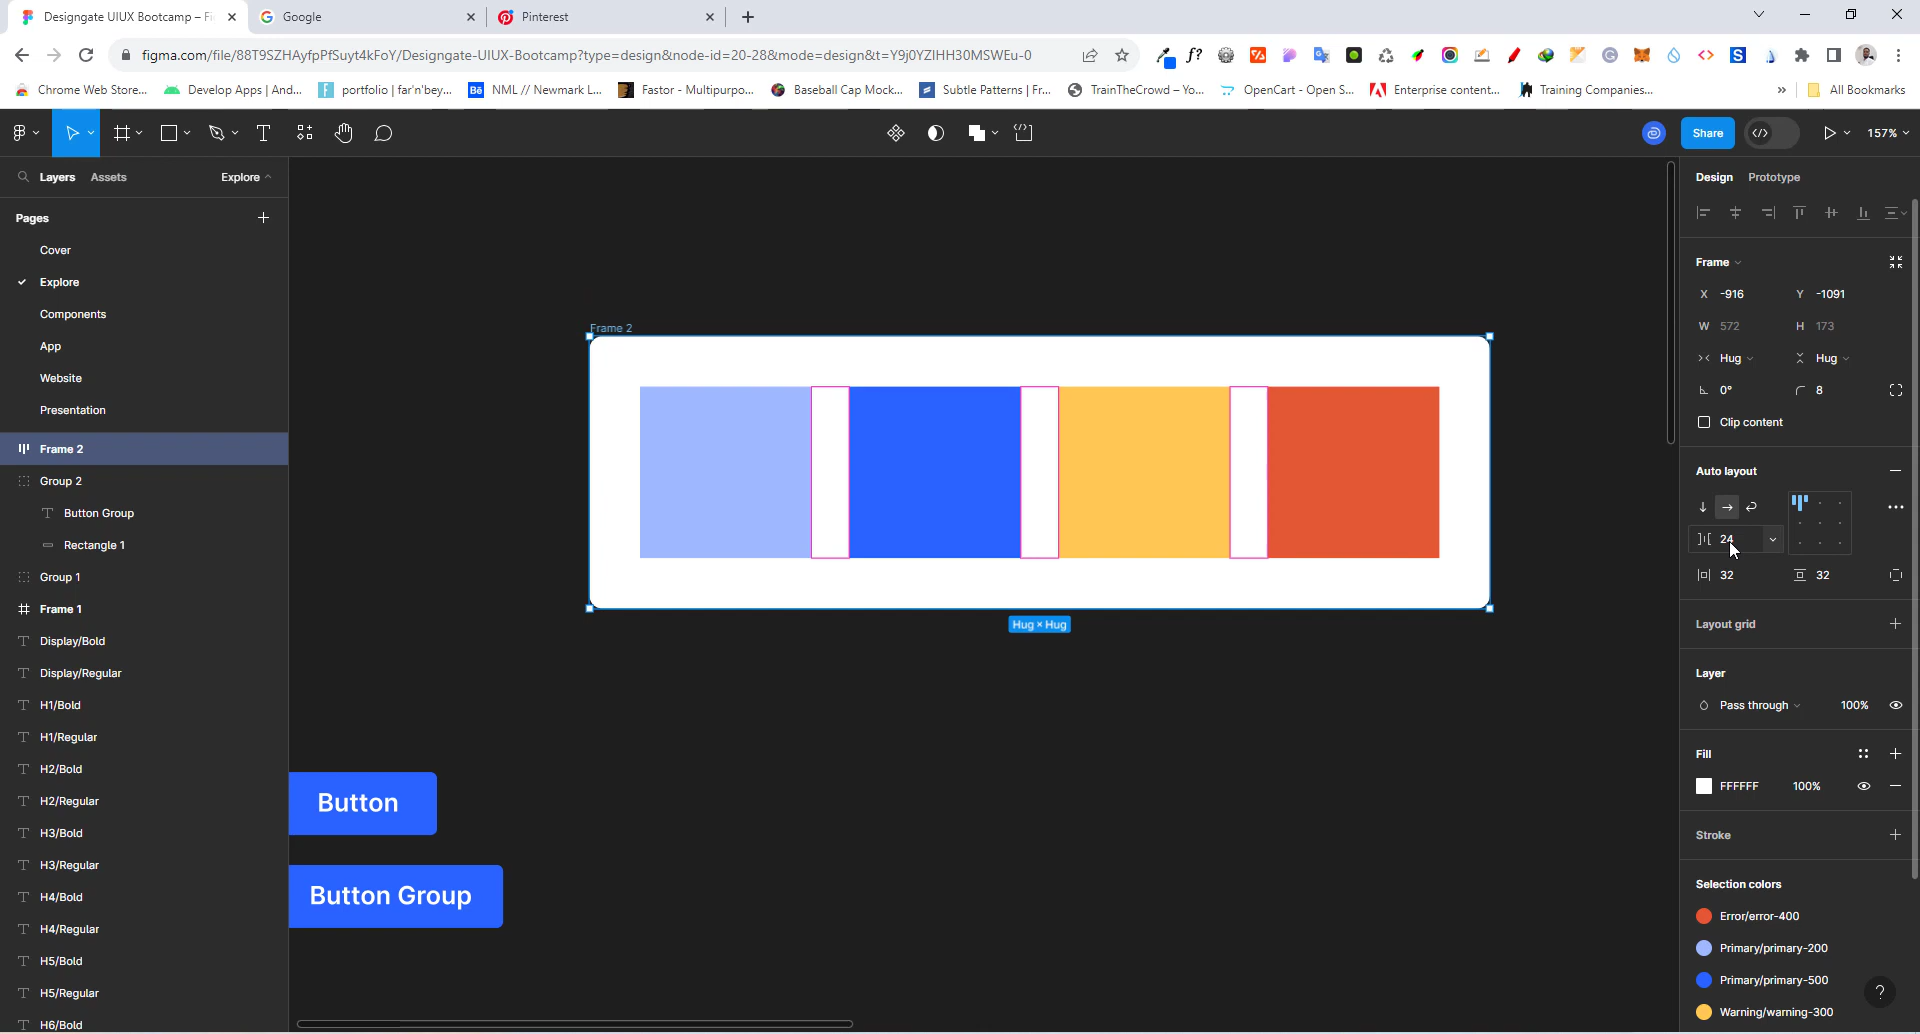 Designgate UIUX Bootcamp – Fi
Google
Pinterest
figma.com/file/88T9SZHAyfpPfSuyt4kFoY/Designgate-UIUX-Bootcamp?type=design&node-id=20-28&mode=design&t=Y9j0YZIHH30MSWEu-0
Chrome Web Store...
Develop Apps | And...
portfolio | far'n'bey...
NML // Newmark L...
Fastor - Multipurpo...
Baseball Cap Mock...
Subtle Patterns | Fr...
TrainTheCrowd – Yo...
OpenCart - Open S...
Enterprise content...
Training Companies...
»
All Bookmarks
Share
157%
Layers
Assets
Explore
Design
Prototype
Pages
Cover
Explore
Components
App
Website
Presentation
Frame 2
Group 2
Button Group
Rectangle 1
Group 1
Frame 1
Display/Bold
Display/Regular
H1/Bold
H1/Regular
H2/Bold
H2/Regular
H3/Bold
H3/Regular
H4/Bold
H4/Regular
H5/Bold
H5/Regular
H6/Bold
Frame 2
Hug × Hug
Button
Button Group
Frame
X -916
Y -1091
W 572
H 173
Hug
Hug
0°
8
Clip content
Auto layout
24
32
32
Layout grid
Layer
Pass through
100%
Fill
FFFFFF
100%
Stroke
Selection colors
Error/error-400
Primary/primary-200
Primary/primary-500
Warning/warning-300
?